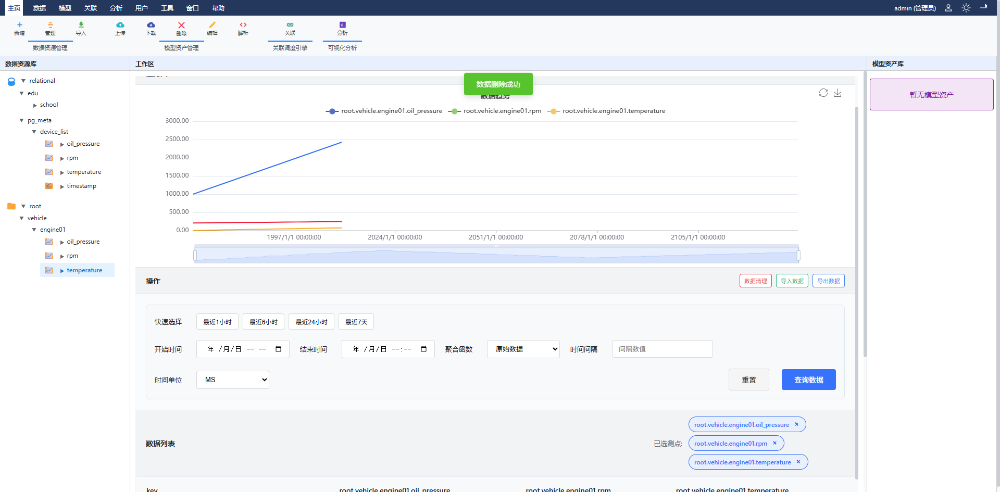 主页 数据 模型 关联 分析 用户 工具 窗口 帮助 admin (管理员)
新增 管理 导入 上传 下载 删除 编辑 解析 关联 分析
数据资源管理 模型资产管理 关联调度引擎 可视化分析
数据资源库 工作区 模型资产库
relational
edu
school
pg_meta
device_list
oil_pressure
rpm
temperature
timestamp
root
vehicle
engine01
oil_pressure
rpm
temperature
数据删除成功
数据趋势
root.vehicle.engine01.oil_pressure root.vehicle.engine01.rpm root.vehicle.engine01.temperature
3000.00
2500.00
2000.00
1500.00
1000.00
500.00
0.00
1997/1/1 00:00:00 2024/1/1 00:00:00 2051/1/1 00:00:00 2078/1/1 00:00:00 2105/1/1 00:00:00
操作 数据清理 导入数据 导出数据
快速选择 最近1小时 最近6小时 最近24小时 最近7天
开始时间 年/月/日 --:-- 结束时间 年/月/日 --:-- 聚合函数 原始数据 时间间隔 间隔数值
时间单位 MS 重置 查询数据
数据列表 已选测点:
root.vehicle.engine01.oil_pressure ×
root.vehicle.engine01.rpm ×
root.vehicle.engine01.temperature ×
key root.vehicle.engine01.oil_pressure root.vehicle.engine01.rpm root.vehicle.engine01.temperature
暂无模型资产